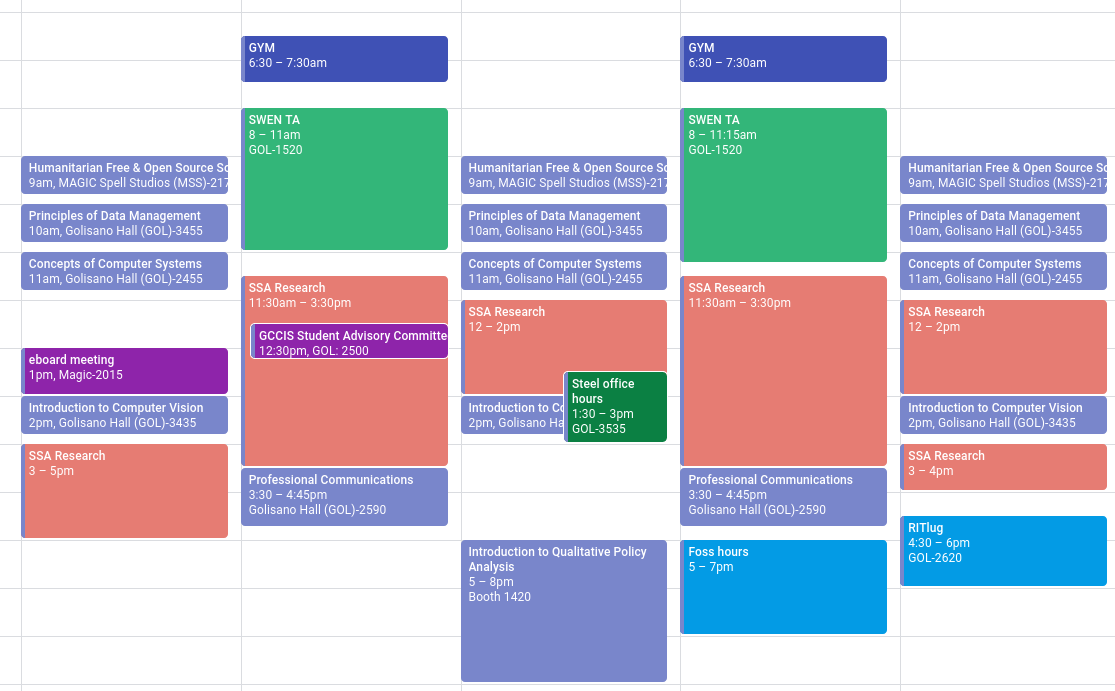 Humanitarian Free & Open Source So
9am, MAGIC Spell Studios (MSS)-217
Principles of Data Management
10am, Golisano Hall (GOL)-3455
Concepts of Computer Systems
11am, Golisano Hall (GOL)-2455
eboard meeting
1pm, Magic-2015
Introduction to Computer Vision
2pm, Golisano Hall (GOL)-3435
SSA Research
3 – 5pm
GYM
6:30 – 7:30am
SWEN TA
8 – 11am
GOL-1520
SSA Research
11:30am – 3:30pm
GCCIS Student Advisory Committe
12:30pm, GOL: 2500
Professional Communications
3:30 – 4:45pm
Golisano Hall (GOL)-2590
Humanitarian Free & Open Source So
9am, MAGIC Spell Studios (MSS)-217
Principles of Data Management
10am, Golisano Hall (GOL)-3455
Concepts of Computer Systems
11am, Golisano Hall (GOL)-2455
SSA Research
12 – 2pm
Steel office
hours
1:30 – 3pm
GOL-3535
Introduction to Co
2pm, Golisano Ha
Introduction to Qualitative Policy
Analysis
5 – 8pm
Booth 1420
GYM
6:30 – 7:30am
SWEN TA
8 – 11:15am
GOL-1520
SSA Research
11:30am – 3:30pm
Professional Communications
3:30 – 4:45pm
Golisano Hall (GOL)-2590
Foss hours
5 – 7pm
Humanitarian Free & Open Source So
9am, MAGIC Spell Studios (MSS)-217
Principles of Data Management
10am, Golisano Hall (GOL)-3455
Concepts of Computer Systems
11am, Golisano Hall (GOL)-2455
SSA Research
12 – 2pm
Introduction to Computer Vision
2pm, Golisano Hall (GOL)-3435
SSA Research
3 – 4pm
RITlug
4:30 – 6pm
GOL-2620